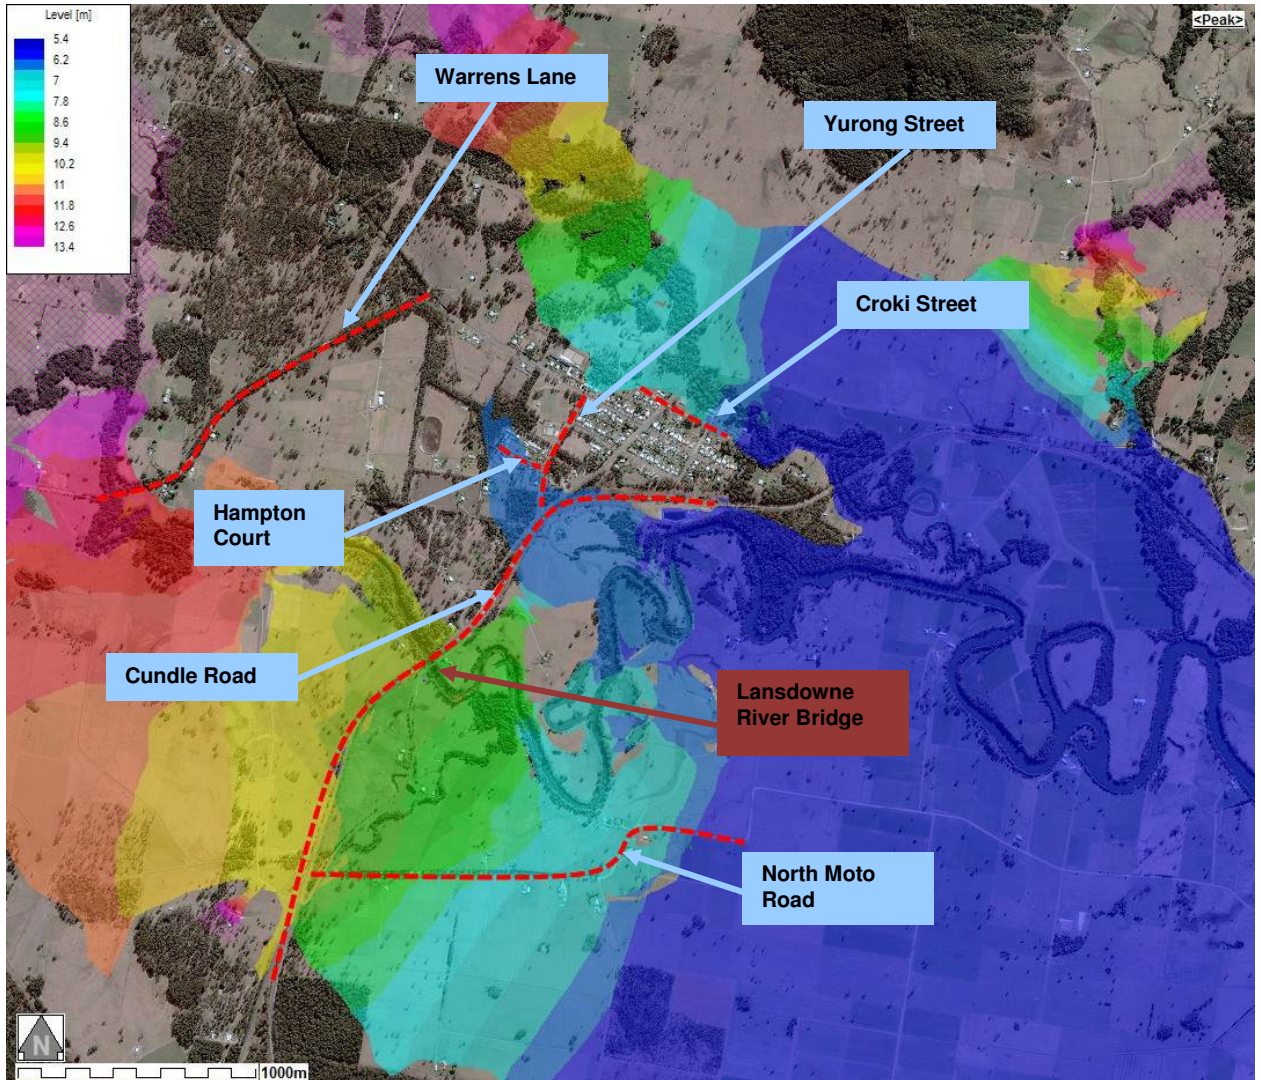 Level [m]
5.4
6.2
7
7.8
8.6
9.4
10.2
11
11.8
12.6
13.4
<Peak>
Warrens Lane
Yurong Street
Croki Street
Hampton
Court
Cundle Road
Lansdowne
River Bridge
North Moto
Road
N
1000m